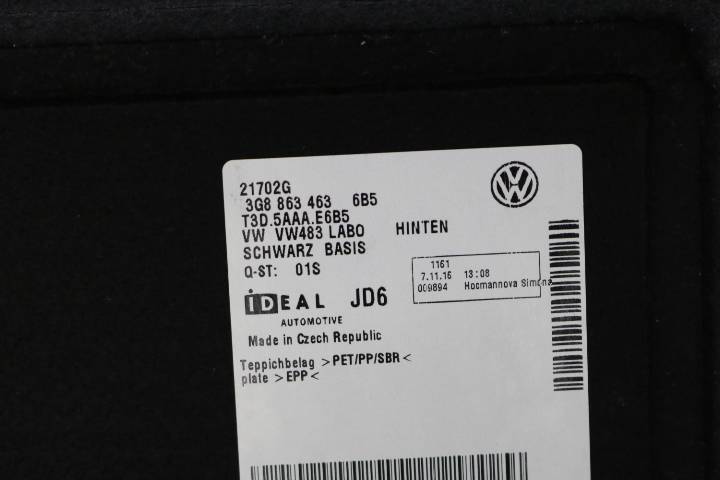 21702G
3G8 863 463 6B5
T3D.5AAA.E6B5
VW VW483 LABO HINTEN
SCHWARZ BASIS
Q-ST: 01S
1161
7.11.16 13:08
009894 Hocmannova Simona
IDEAL JD6
AUTOMOTIVE
Made in Czech Republic
Teppichbelag >PET/PP/SBR<
plate >EPP<